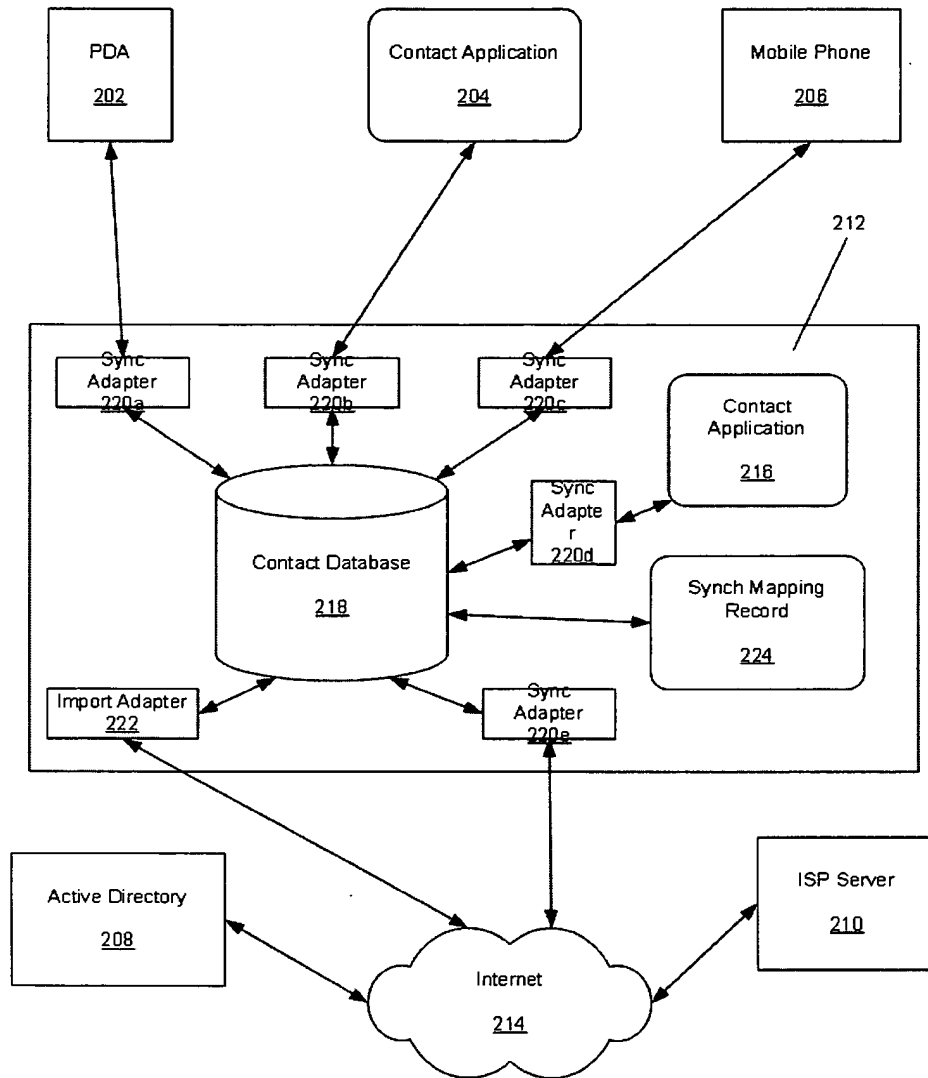 PDA
202
Contact Application
204
Mobile Phone
206
212
Sync
Adapter
220a
Sync
Adapter
220b
Sync
Adapter
220c
Contact
Application
216
Sync
Adapte
r
220d
Contact Database
218
Synch Mapping
Record
224
Import Adapter
222
Sync
Adapter
220e
Active Directory
208
ISP Server
210
Internet
214